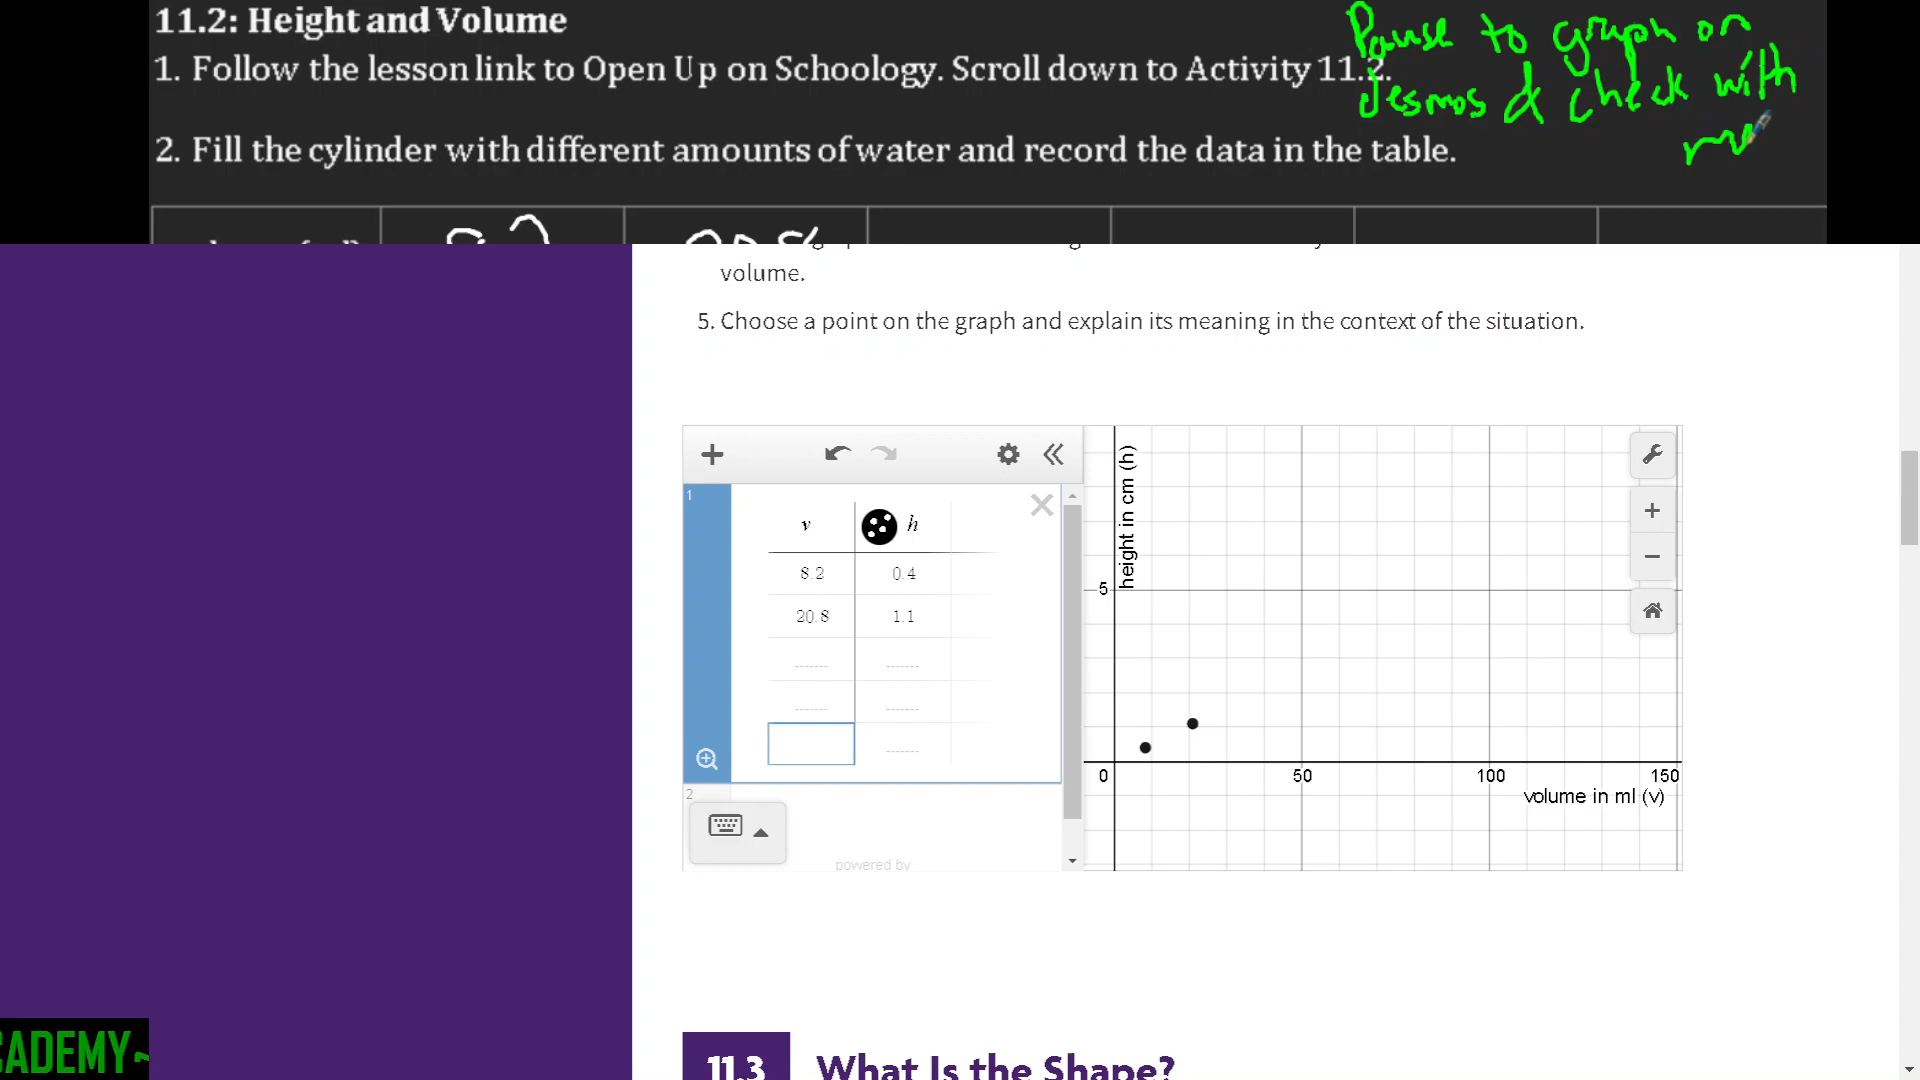 11.2: Height and Volume
1. Follow the lesson link to Open Up on Schoology. Scroll down to Activity 11.2.
Pause to graph on
desmos & check with
me
2. Fill the cylinder with different amounts of water and record the data in the table.
volume.
5. Choose a point on the graph and explain its meaning in the context of the situation.
1
v h
8.2 0.4
20.8 1.1
2
powered by
height in cm (h)
5
0 50 100 150
volume in ml (v)
CADEMY
11.3 What Is the Shape?